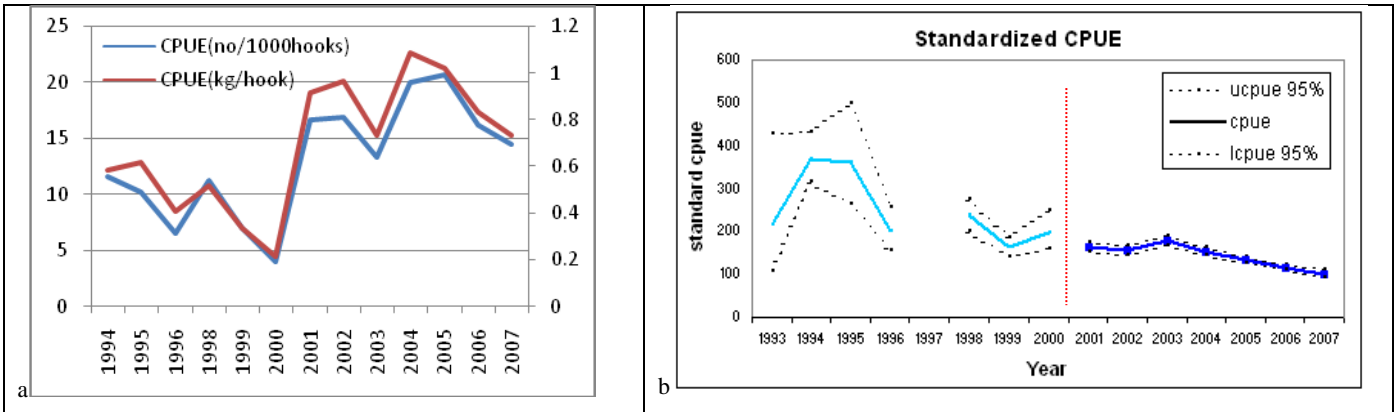 25
20
15
10
5
0
CPUE(no/1000hooks)
CPUE(kg/hook)
1.2
1
0.8
0.6
0.4
0.2
0
1994 1995 1996 1998 1999 2000 2001 2002 2003 2004 2005 2006 2007
a
Standardized CPUE
standard cpue
600
500
400
300
200
100
0
ucpue 95%
cpue
lcpue 95%
1993 1994 1995 1996 1997 1998 1999 2000 2001 2002 2003 2004 2005 2006 2007
Year
b